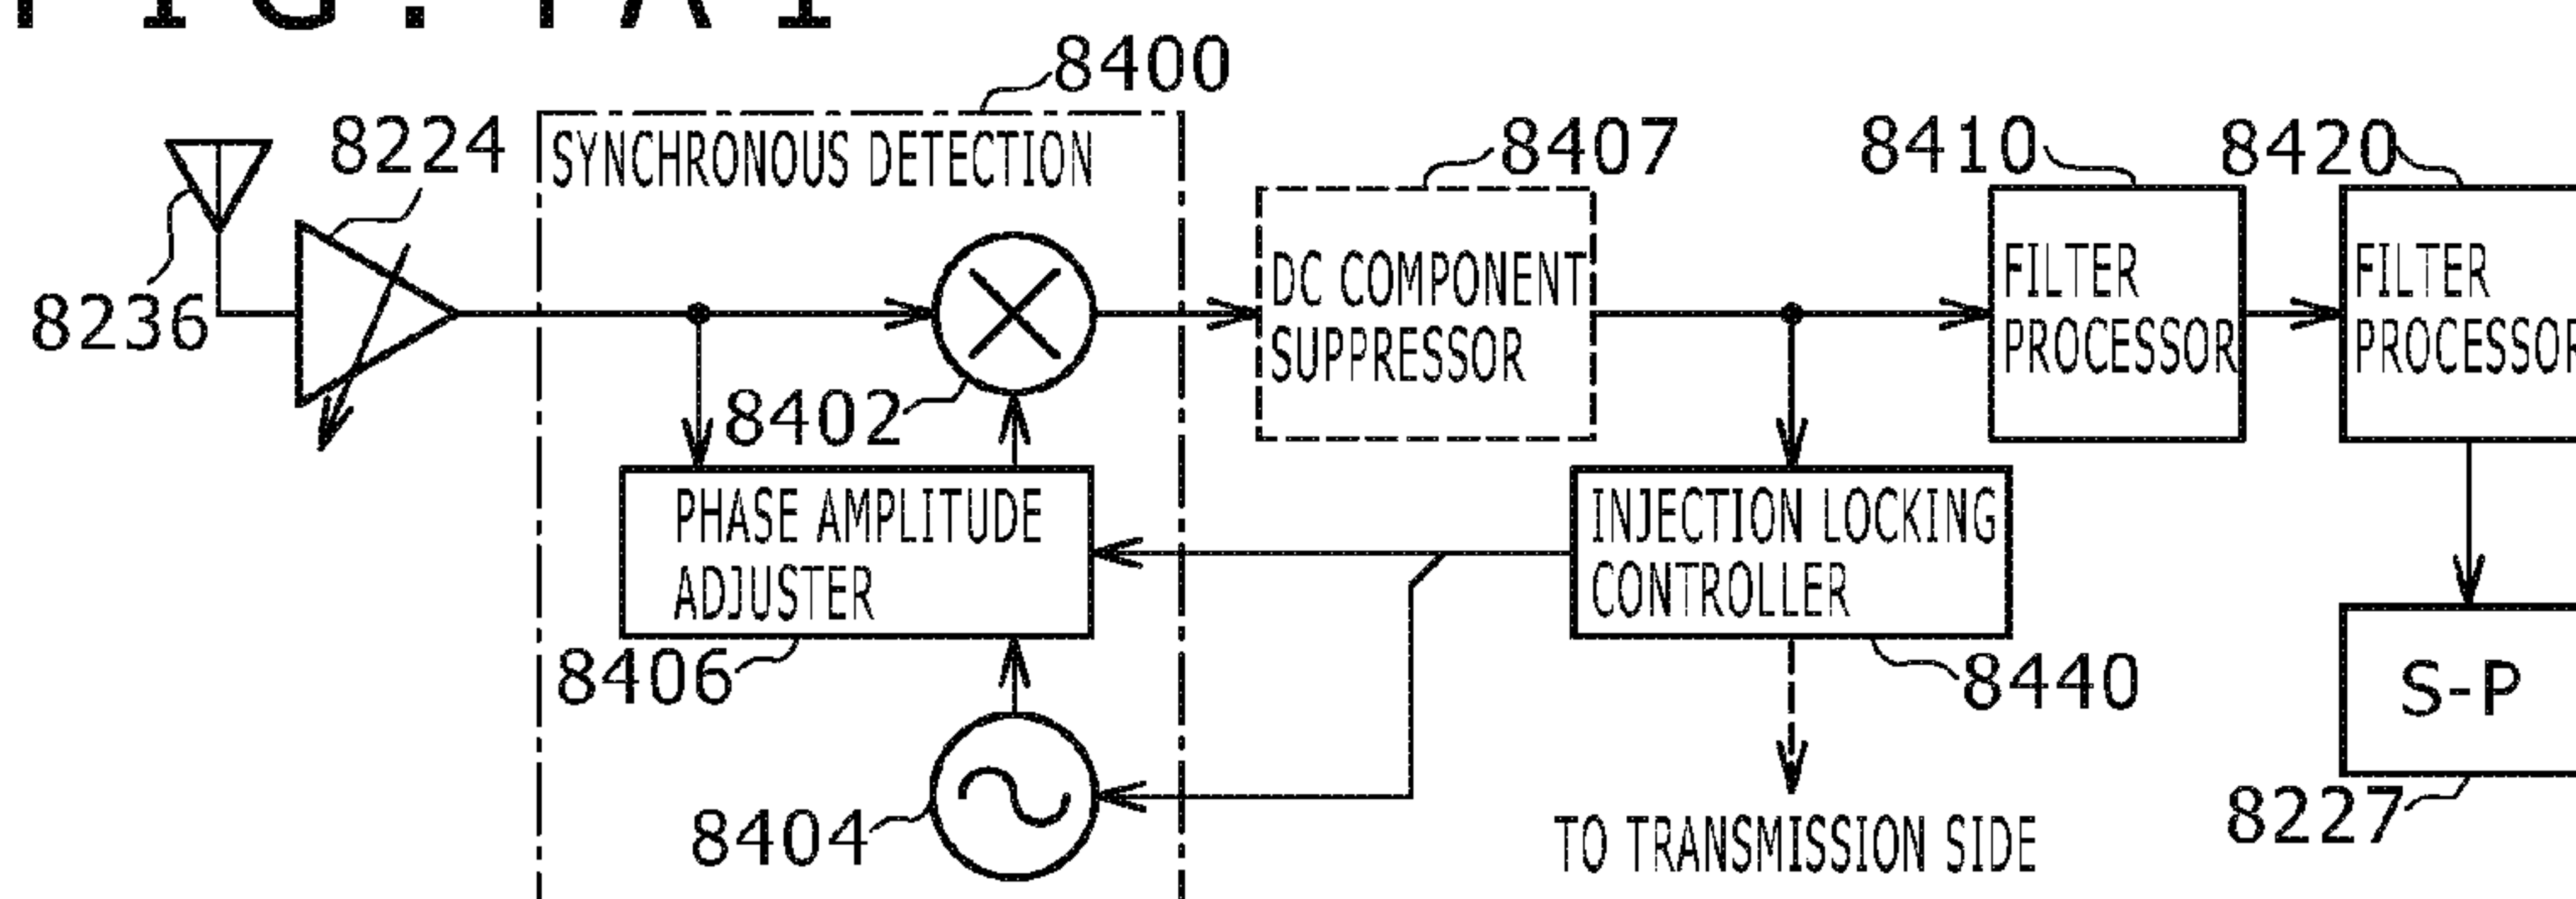 8400
8224
SYNCHRONOUS DETECTION
8407
8410
8420
8236
DC COMPONENT
SUPPRESSOR
FILTER
PROCESSOR
FILTER
PROCESSOR
8402
PHASE AMPLITUDE
ADJUSTER
INJECTION LOCKING
CONTROLLER
8406
8440
S-P
8404
TO TRANSMISSION SIDE
8227